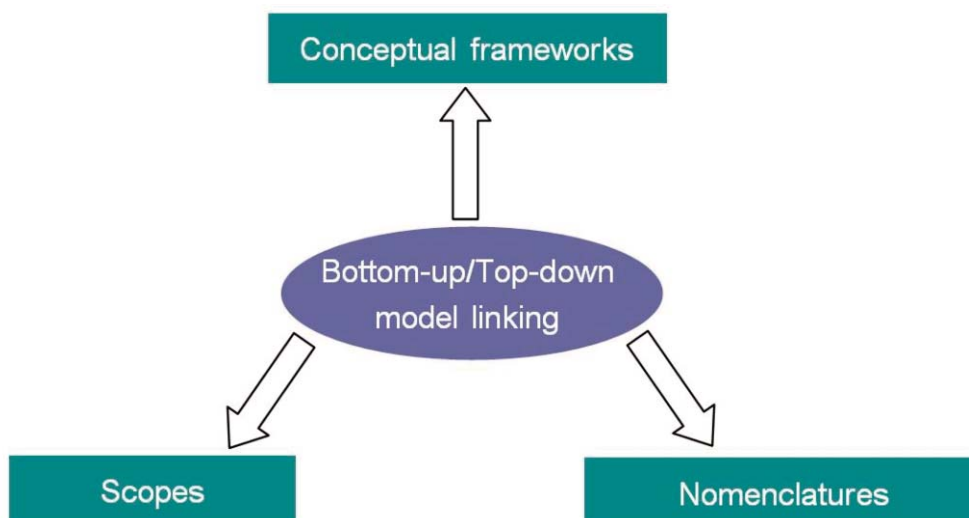 Conceptual frameworks
Bottom-up/Top-down
model linking
Scopes
Nomenclatures